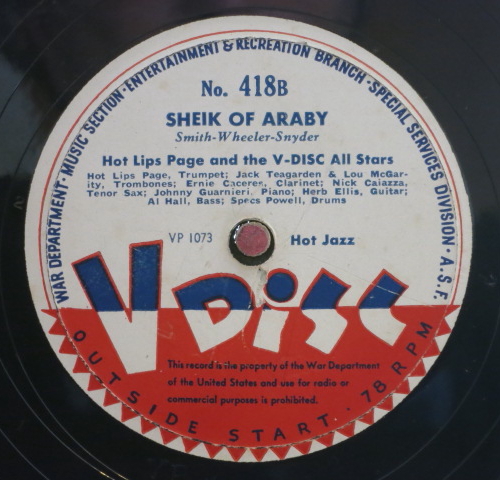 WAR DEPARTMENT · MUSIC SECTION · ENTERTAINMENT & RECREATION BRANCH · SPECIAL SERVICES DIVISION · A.S.F.
No. 418B
SHEIK OF ARABY
Smith-Wheeler-Snyder
Hot Lips Page and the V-DISC All Stars
Hot Lips Page, Trumpet; Jack Teagarden & Lou McGar-
ity, Trombones; Ernie Caceres, Clarinet; Nick Caiazza,
Tenor Sax; Johnny Guarnieri, Piano; Herb Ellis, Guitar;
Al Hall, Bass; Specs Powell, Drums
VP 1073
Hot Jazz
V DISC
This record is the property of the War Department
of the United States and use for radio or
commercial purposes is prohibited.
OUTSIDE START.. 78 RPM